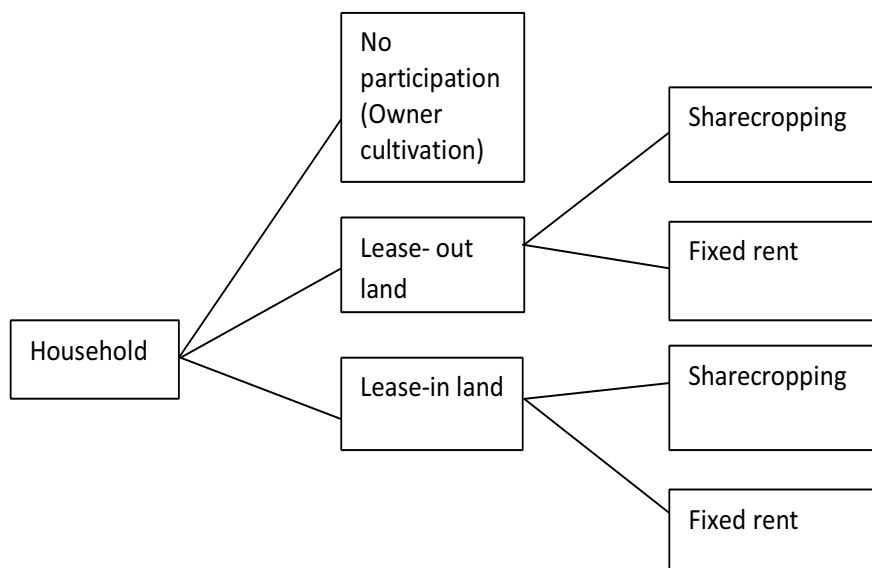 No
participation
(Owner
cultivation)
Sharecropping
Lease- out
land
Fixed rent
Household
Lease-in land
Sharecropping
Fixed rent